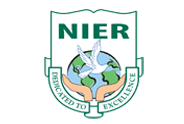 NIER
DEDICATED TO EXCELLENCE